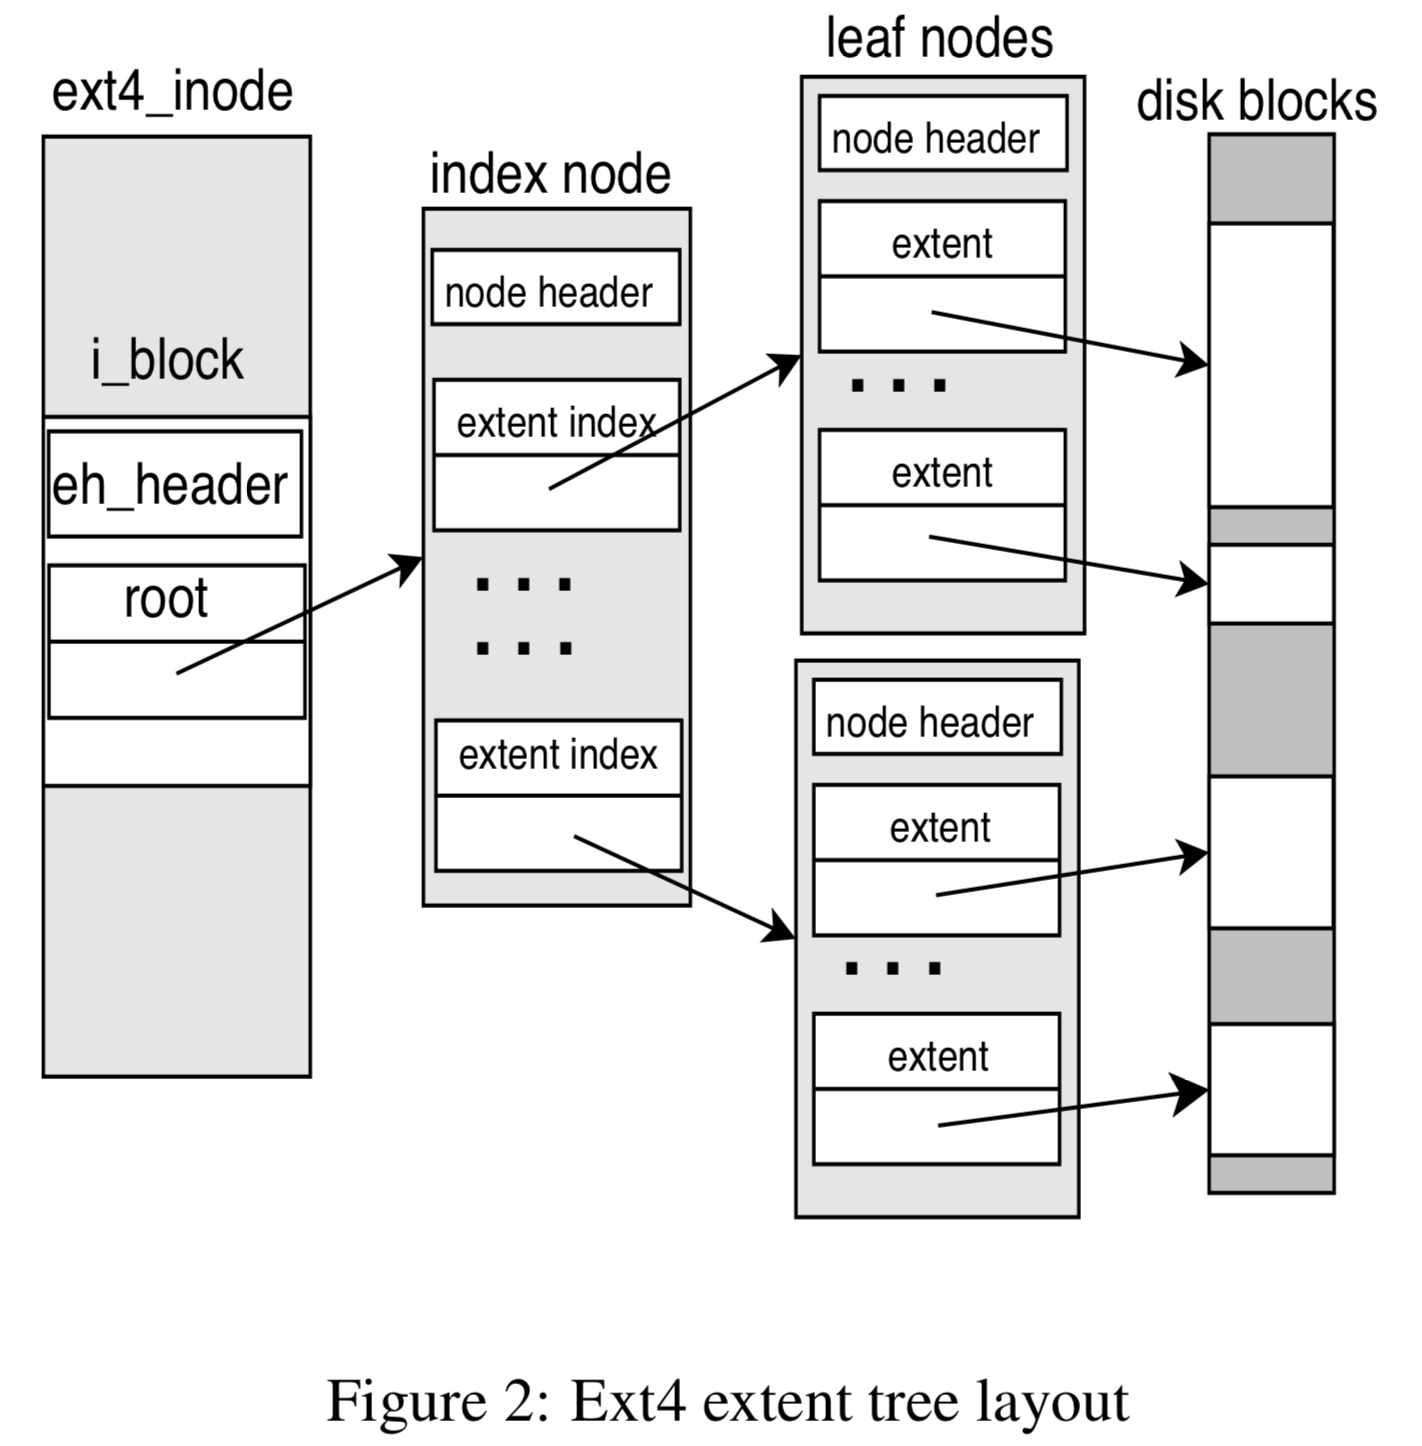 ext4_inode
i_block
eh_header
root
index node
node header
extent index
. . .
. . .
extent index
leaf nodes
node header
extent
. . .
extent
node header
extent
. . .
extent
disk blocks
Figure 2: Ext4 extent tree layout